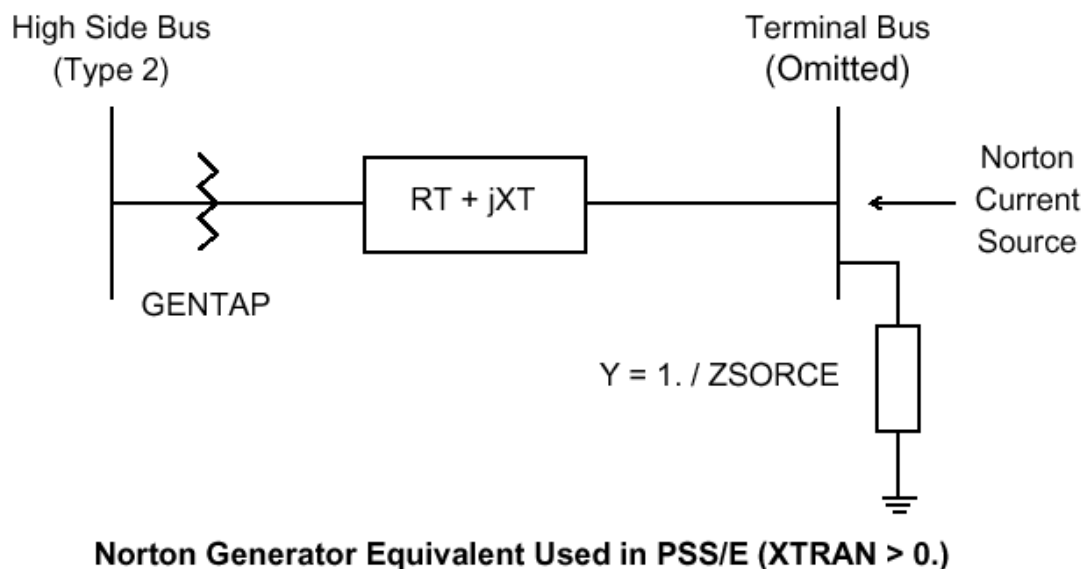 High Side Bus
(Type 2)
Terminal Bus
(Omitted)
RT + jXT
Norton
Current
Source
GENTAP
Y = 1. / ZSORCE
Norton Generator Equivalent Used in PSS/E (XTRAN > 0.)